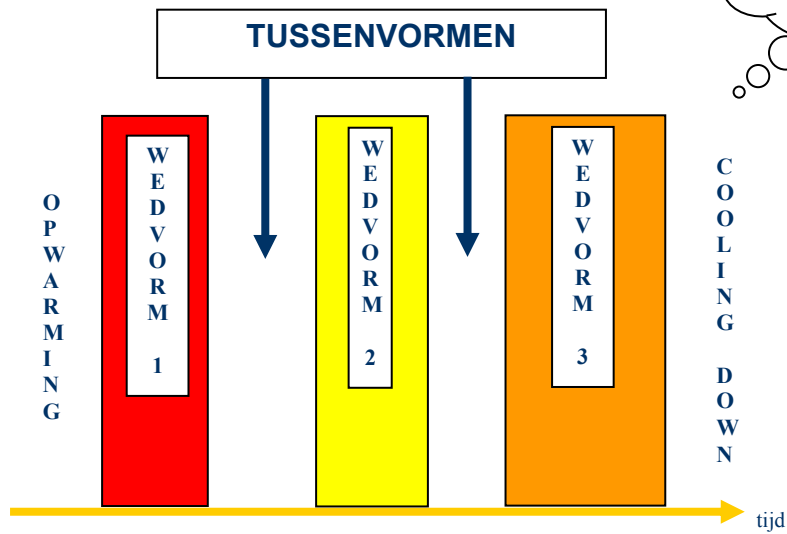 TUSSENVORMEN
OPWARMING
WEDVORM 1
WEDVORM 2
WEDVORM 3
COOLING DOWN
tijd